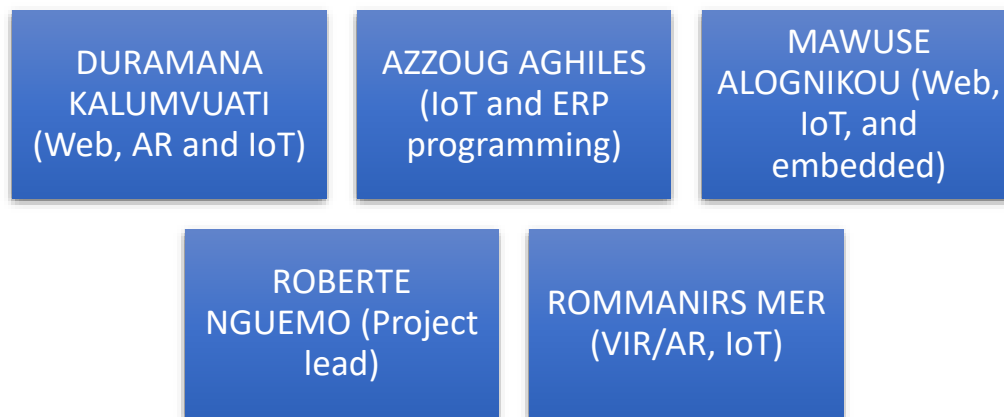 DURAMANA
KALUMVUATI
(Web, AR and IoT)
AZZOUG AGHILES
(IoT and ERP
programming)
MAWUSE
ALOGNIKOU (Web,
IoT, and
embedded)
ROBERTE
NGUEMO (Project
lead)
ROMMANIRS MER
(VIR/AR, IoT)